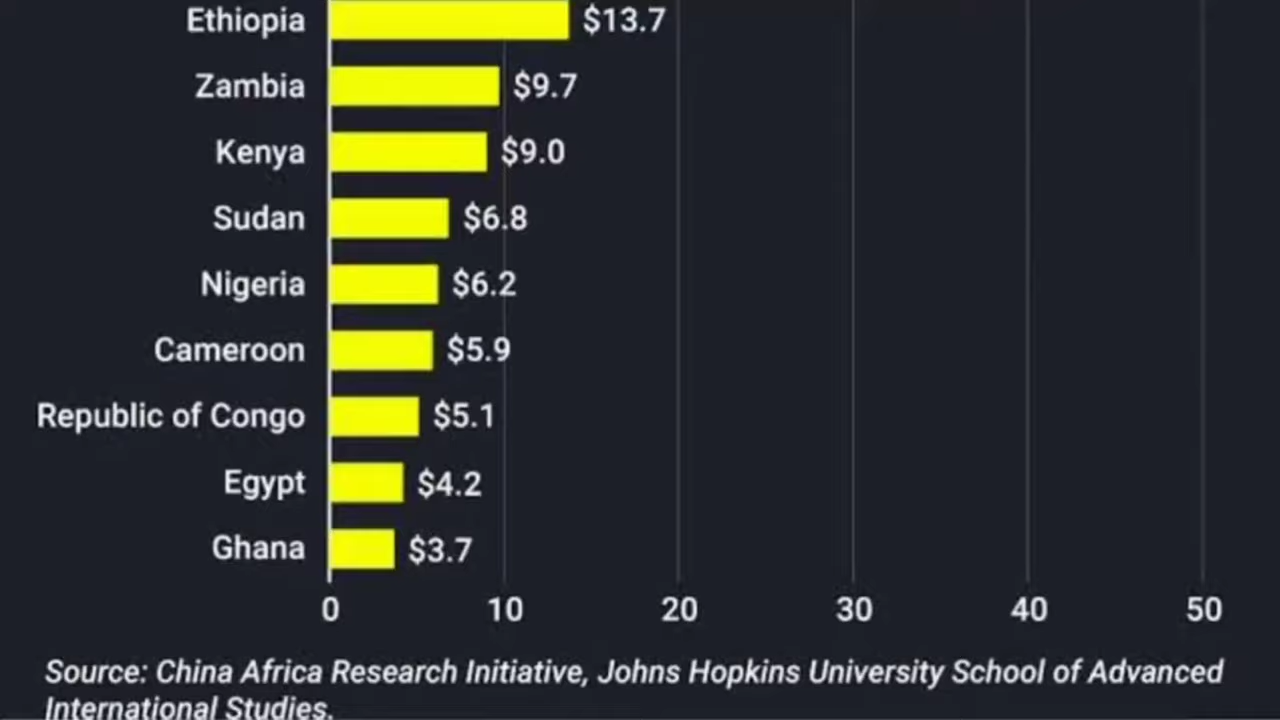 Ethiopia $13.7
Zambia $9.7
Kenya $9.0
Sudan $6.8
Nigeria $6.2
Cameroon $5.9
Republic of Congo $5.1
Egypt $4.2
Ghana $3.7
0 10 20 30 40 50
Source: China Africa Research Initiative, Johns Hopkins University School of Advanced
International Studies.